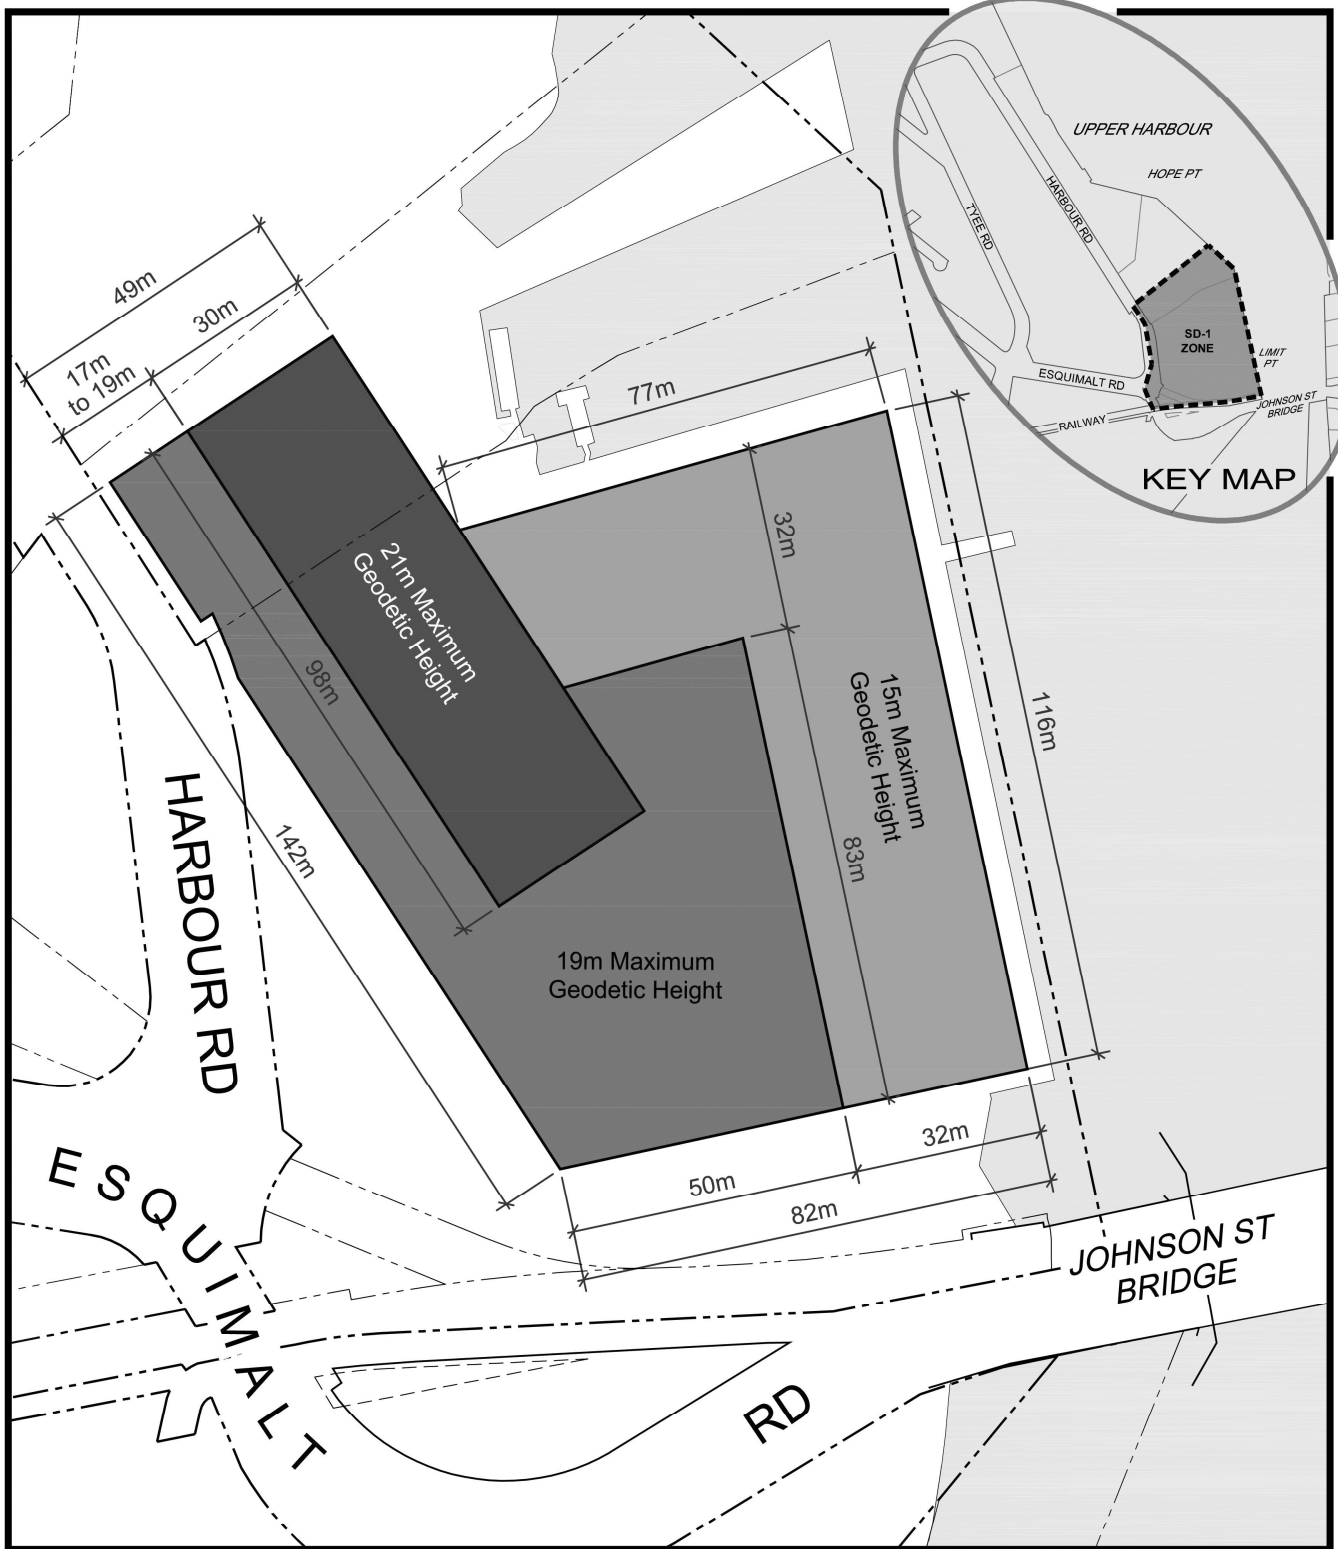 UPPER HARBOUR
HOPE PT
HARBOUR RD
TYEE RD
SD-1
ZONE
LIMIT
PT
ESQUIMALT RD
JOHNSON ST
BRIDGE
RAILWAY
KEY MAP
49m
30m
17m
to 19m
77m
32m
21m Maximum
Geodetic Height
98m
15m Maximum
Geodetic Height
116m
83m
142m
HARBOUR RD
19m Maximum
Geodetic Height
32m
50m
82m
ESQUIMALT
RD
JOHNSON ST
BRIDGE